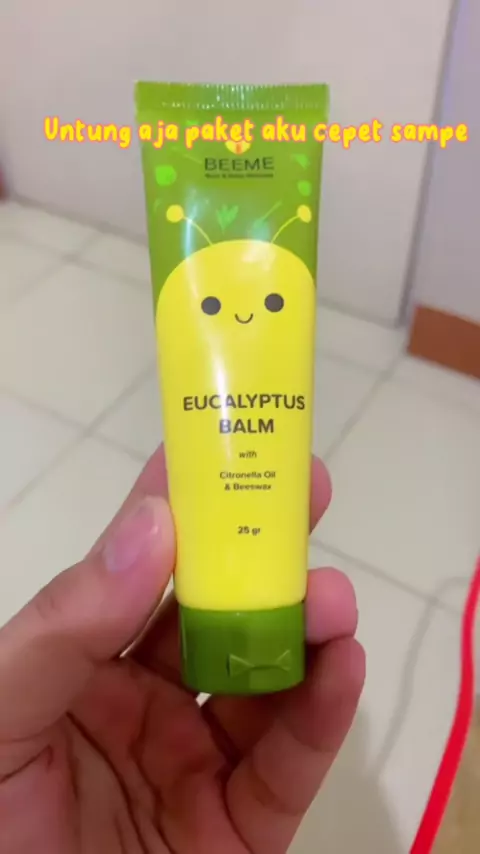 Untung aja paket aku cepet sampe
BEEME
EUCALYPTUS
BALM
with
Citronella Oil
& Beeswax
25 gr